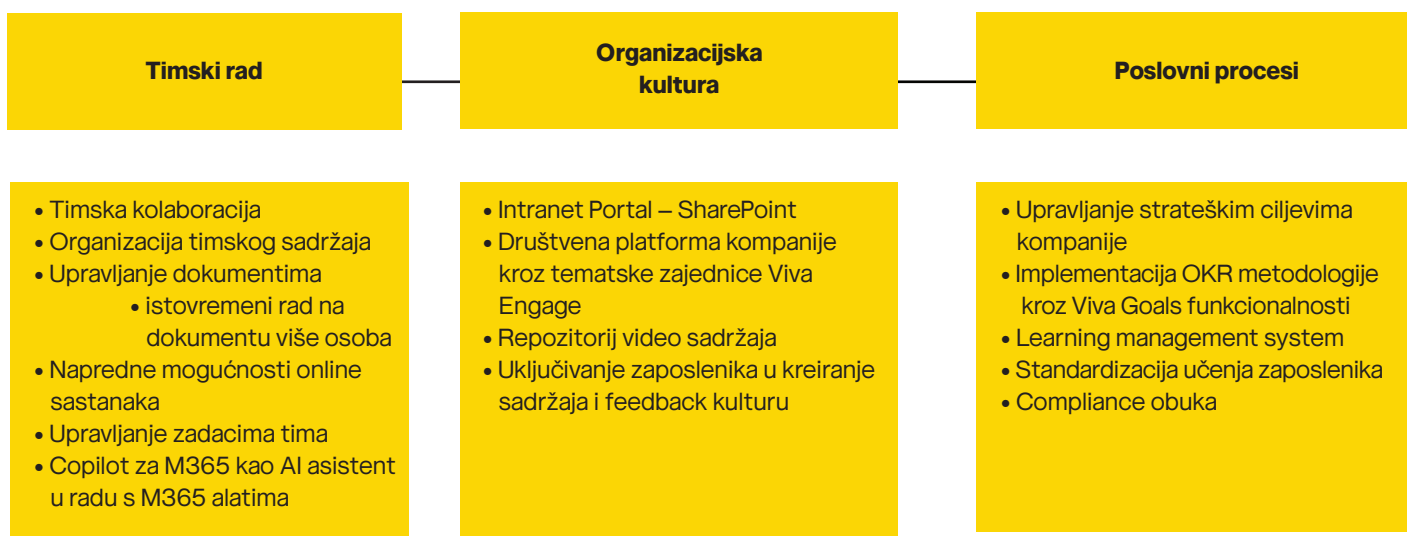 Timski rad
Organizacijska
kultura
Poslovni procesi
• Timska kolaboracija
• Organizacija timskog sadržaja
• Upravljanje dokumentima
• istovremeni rad na
dokumentu više osoba
• Napredne mogućnosti online
sastanaka
• Upravljanje zadacima tima
• Copilot za M365 kao AI asistent
u radu s M365 alatima
• Intranet Portal – SharePoint
• Društvena platforma kompanije
kroz tematske zajednice Viva
Engage
• Repozitorij video sadržaja
• Uključivanje zaposlenika u kreiranje
sadržaja i feedback kulturu
• Upravljanje strateškim ciljevima
kompanije
• Implementacija OKR metodologije
kroz Viva Goals funkcionalnosti
• Learning management system
• Standardizacija učenja zaposlenika
• Compliance obuka